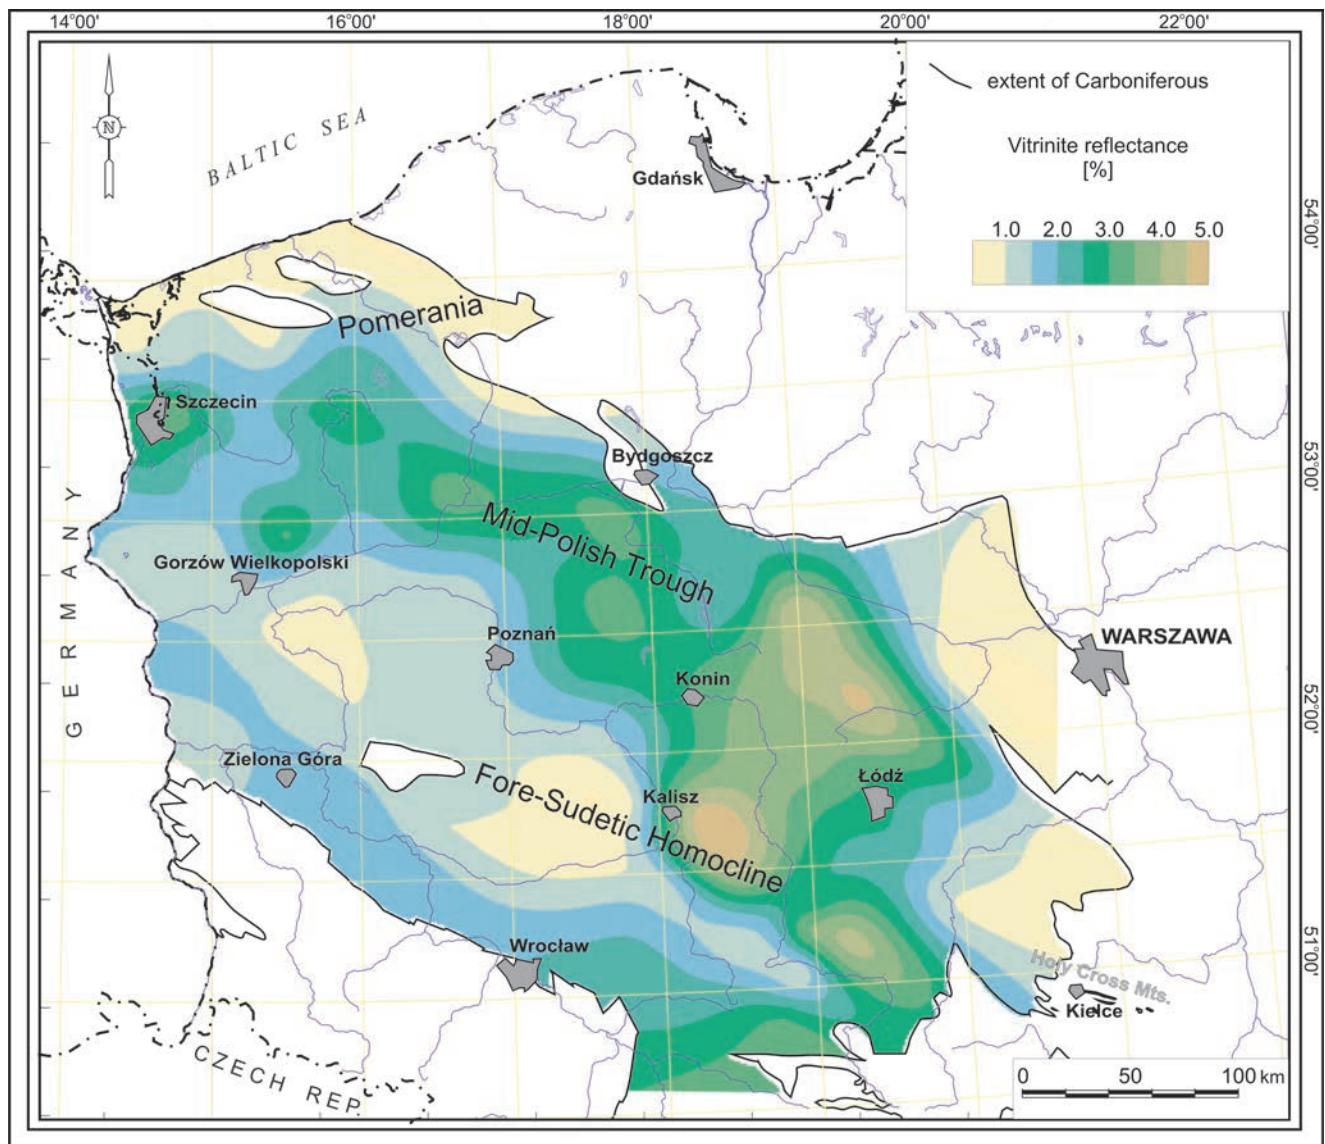 14°00' 16°00' 18°00' 20°00' 22°00'
N
BALTIC SEA
extent of Carboniferous
Vitrinite reflectance
[%]
1.0 2.0 3.0 4.0 5.0
Gdańsk
54°00'
Pomerania
Szczecin
Bydgoszcz
53°00'
GERMANY
Mid-Polish Trough
Gorzów Wielkopolski
Poznań
WARSZAWA
Konin
52°00'
Zielona Góra
Fore-Sudetic Homocline
Kalisz
Łódź
Wrocław
51°00'
Holy Cross Mts.
Kielce
CZECH REP.
0 50 100 km